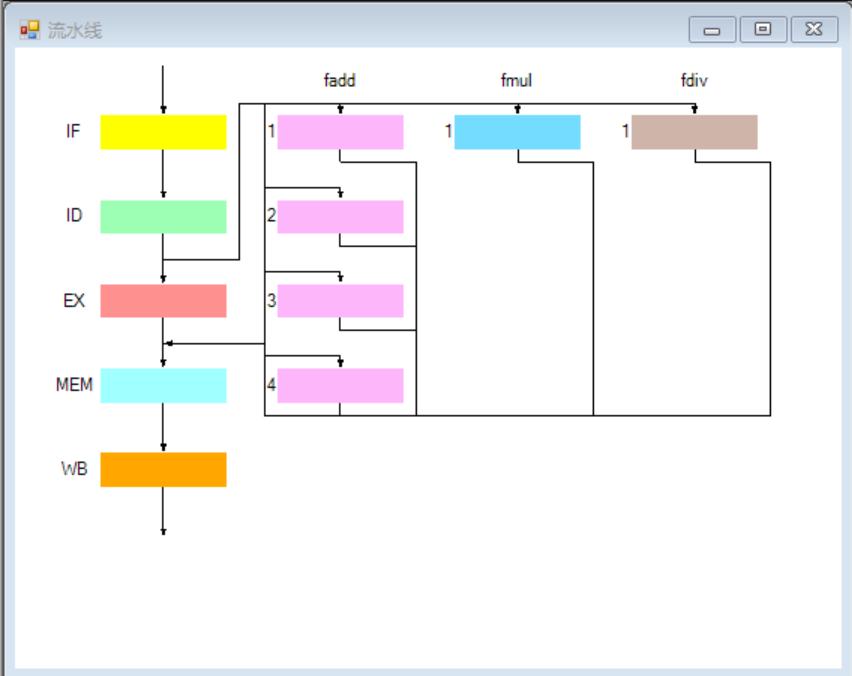 流水线
fadd
fmul
fdiv
IF
1
1
1
ID
2
EX
3
MEM
4
WB